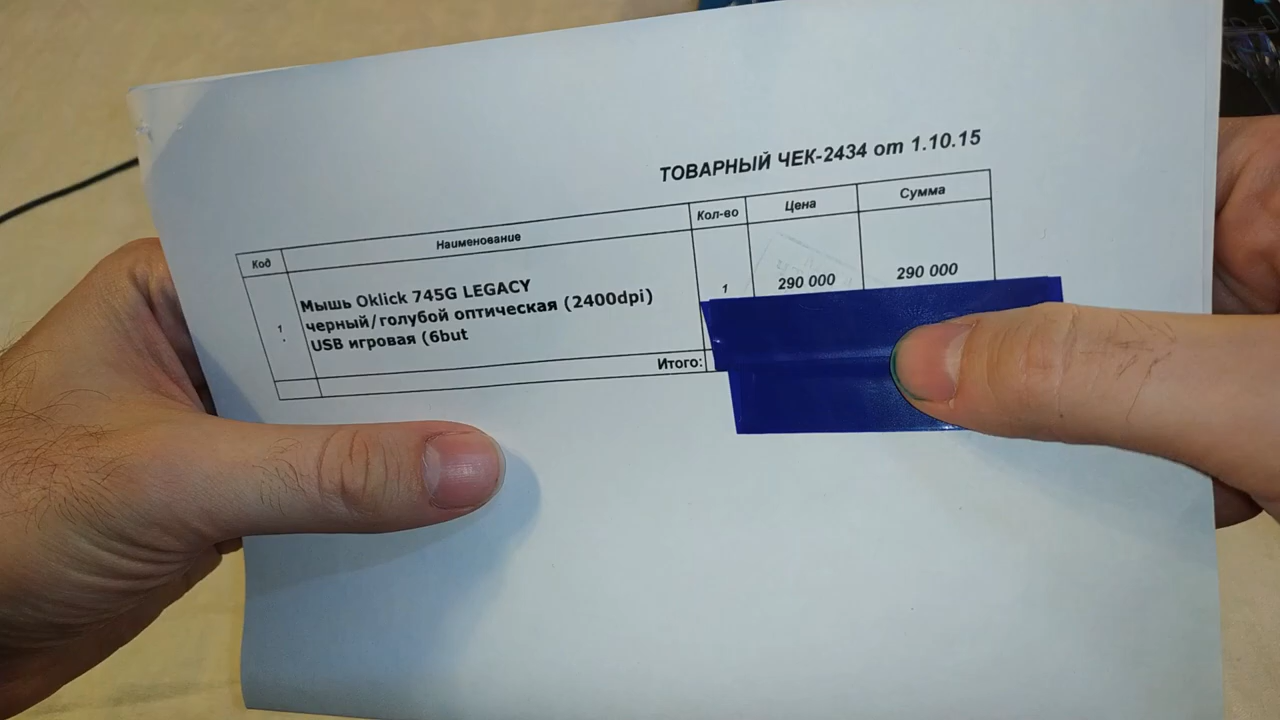 ТОВАРНЫЙ ЧЕК-2434 от 1.10.15
Код Наименование Кол-во Цена Сумма
1 Мышь Oklick 745G LEGACY 1 290 000 290 000
черный/голубой оптическая (2400dpi)
USB игровая (6but
Итого: